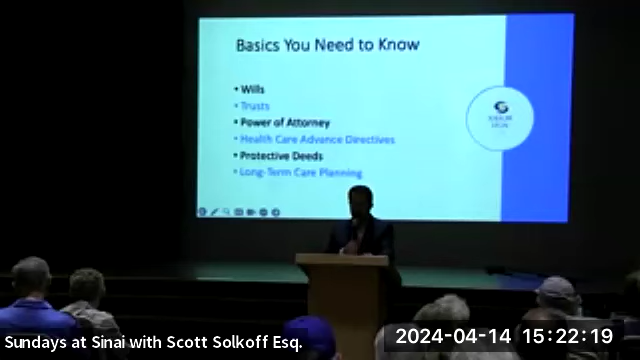 Basics You Need to Know
• Wills
• Trusts
• Power of Attorney
• Health Care Advance Directives
• Protective Deeds
• Long-Term Care Planning
Sundays at Sinai with Scott Solkoff Esq.
2024-04-14 15:22:19